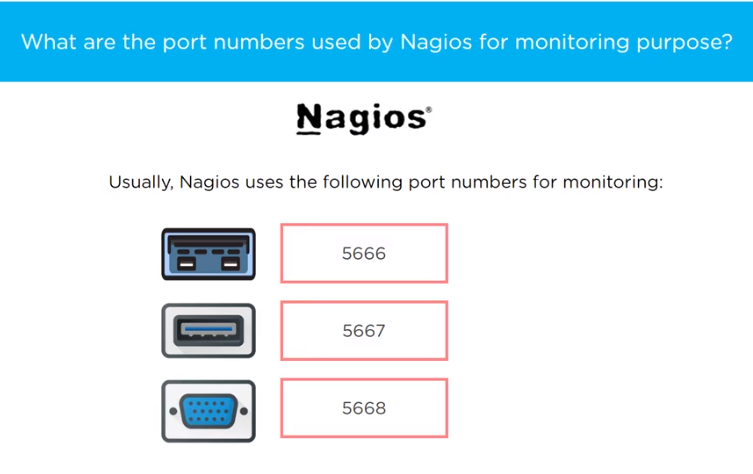 What are the port numbers used by Nagios for monitoring purpose?
Nagios®
Usually, Nagios uses the following port numbers for monitoring:
5666
5667
5668